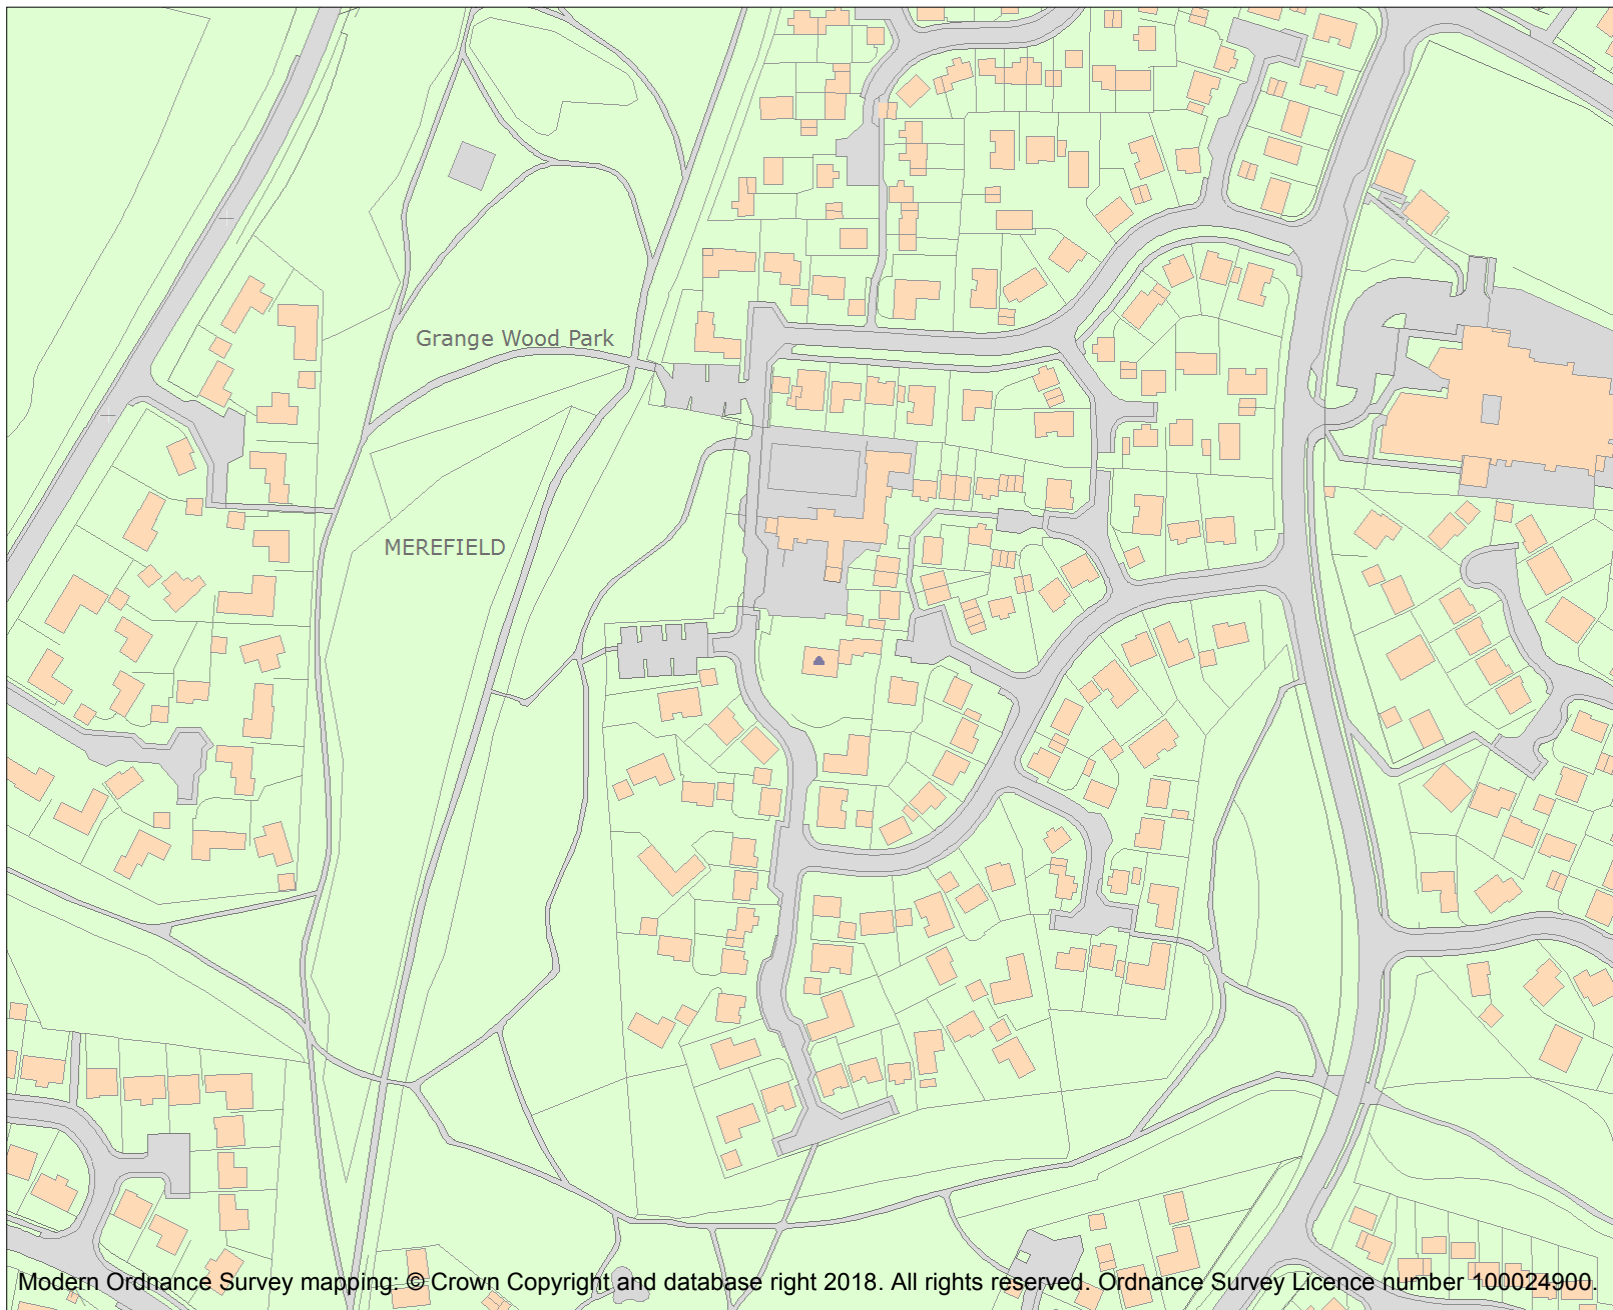 Grange Wood Park
MEREFIELD
Modern Ordnance Survey mapping: © Crown Copyright and database right 2018. All rights reserved. Ordnance Survey Licence number 100024900.